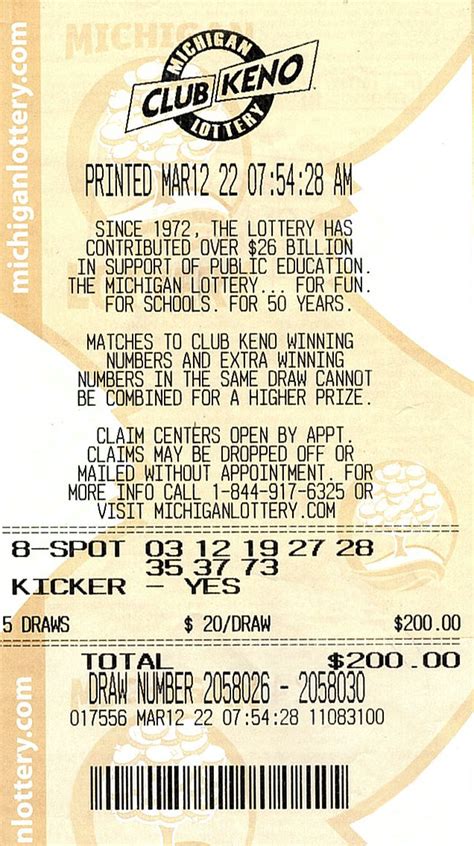 michiganlottery.com
MICHIGAN
MICHIGAN
CLUB KENO
LOTTERY
PRINTED MAR12 22 07:54:28 AM
SINCE 1972, THE LOTTERY HAS
CONTRIBUTED OVER $26 BILLION
IN SUPPORT OF PUBLIC EDUCATION.
THE MICHIGAN LOTTERY... FOR FUN.
FOR SCHOOLS. FOR 50 YEARS.
MATCHES TO CLUB KENO WINNING
NUMBERS AND EXTRA WINNING
NUMBERS IN THE SAME DRAW CANNOT
BE COMBINED FOR A HIGHER PRIZE.
CLAIM CENTERS OPEN BY APPT.
CLAIMS MAY BE DROPPED OFF OR
MAILED WITHOUT APPOINTMENT. FOR
MORE INFO CALL 1-844-917-6325 OR
VISIT MICHIGANLOTTERY.COM
8-SPOT 03 12 19 27 28
35 37 73
KICKER - YES
5 DRAWS $ 20/DRAW $200.00
TOTAL $200.00
DRAW NUMBER 2058026 - 2058030
017556 MAR12 22 07:54:28 11083100
nlottery.com